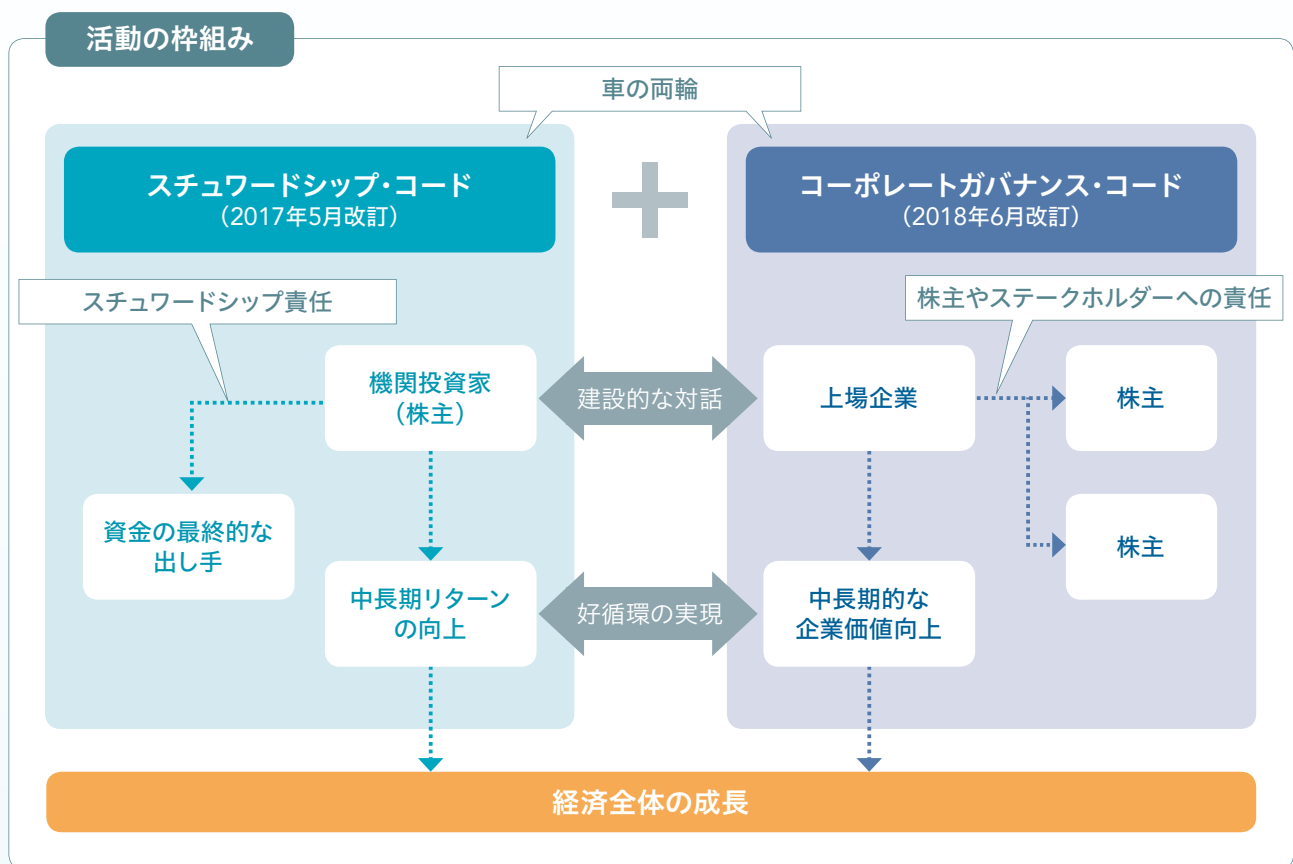 活動の枠組み
車の両輪
スチュワードシップ・コード
（2017年5月改訂）
コーポレートガバナンス・コード
（2018年6月改訂）
スチュワードシップ責任
株主やステークホルダーへの責任
機関投資家
（株主）
建設的な対話
上場企業
株主
資金の最終的な
出し手
株主
中長期リターン
の向上
好循環の実現
中長期的な
企業価値向上
経済全体の成長